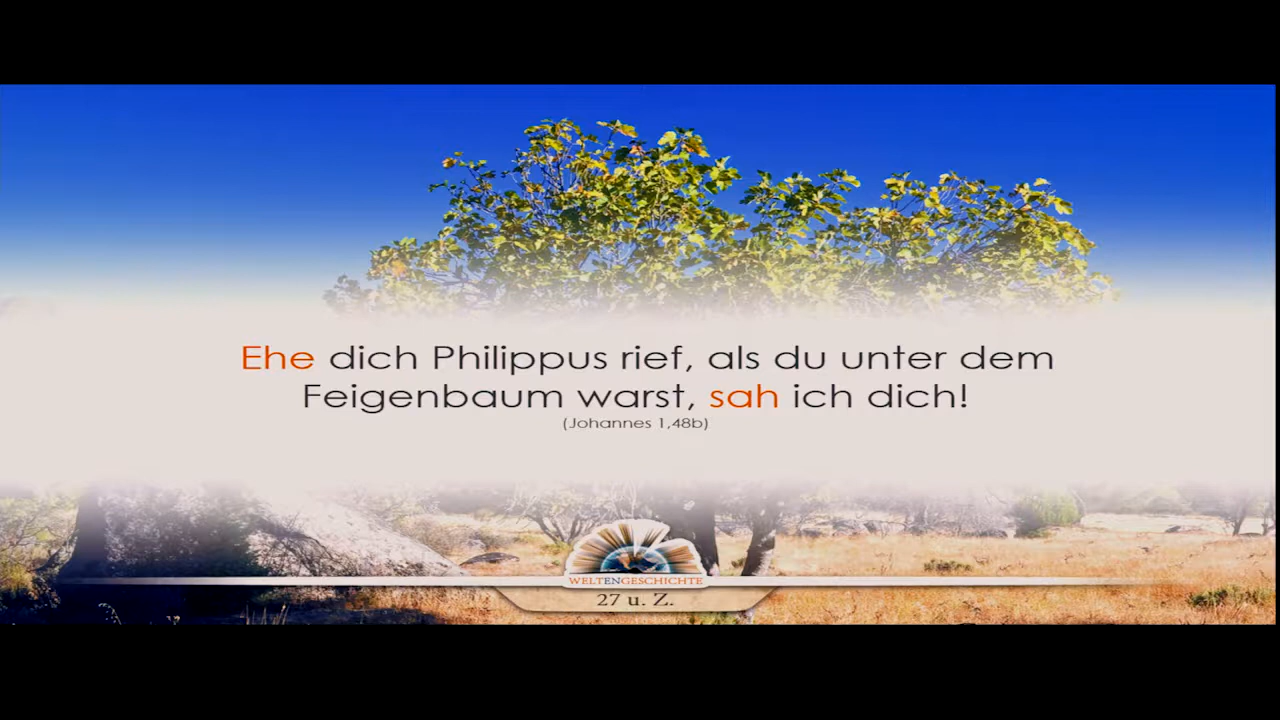 Ehe dich Philippus rief, als du unter dem
Feigenbaum warst, sah ich dich!
(Johannes 1,48b)
WELTENGESCHICHTE
27 u. Z.